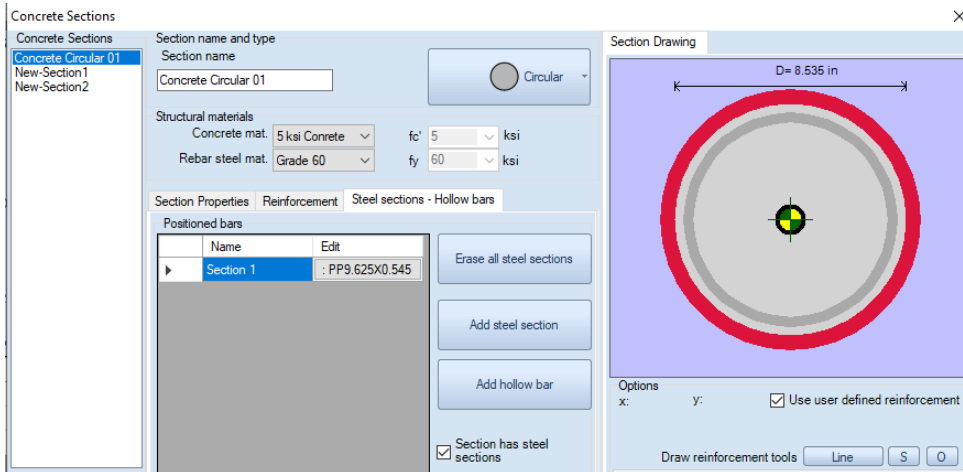 Concrete Sections
Concrete Sections
Concrete Circular 01
New-Section1
New-Section2
Section name and type
Section name
Concrete Circular 01
Circular
Structural materials
Concrete mat. 5 ksi Conrete fc' 5 ksi
Rebar steel mat. Grade 60 fy 60 ksi
Section Properties Reinforcement Steel sections - Hollow bars
Positioned bars
Name Edit
Section 1 : PP9.625X0.545
Erase all steel sections
Add steel section
Add hollow bar
Section has steel
sections
Section Drawing
D= 8.535 in
Options
x: y: Use user defined reinforcement
Draw reinforcement tools Line S O